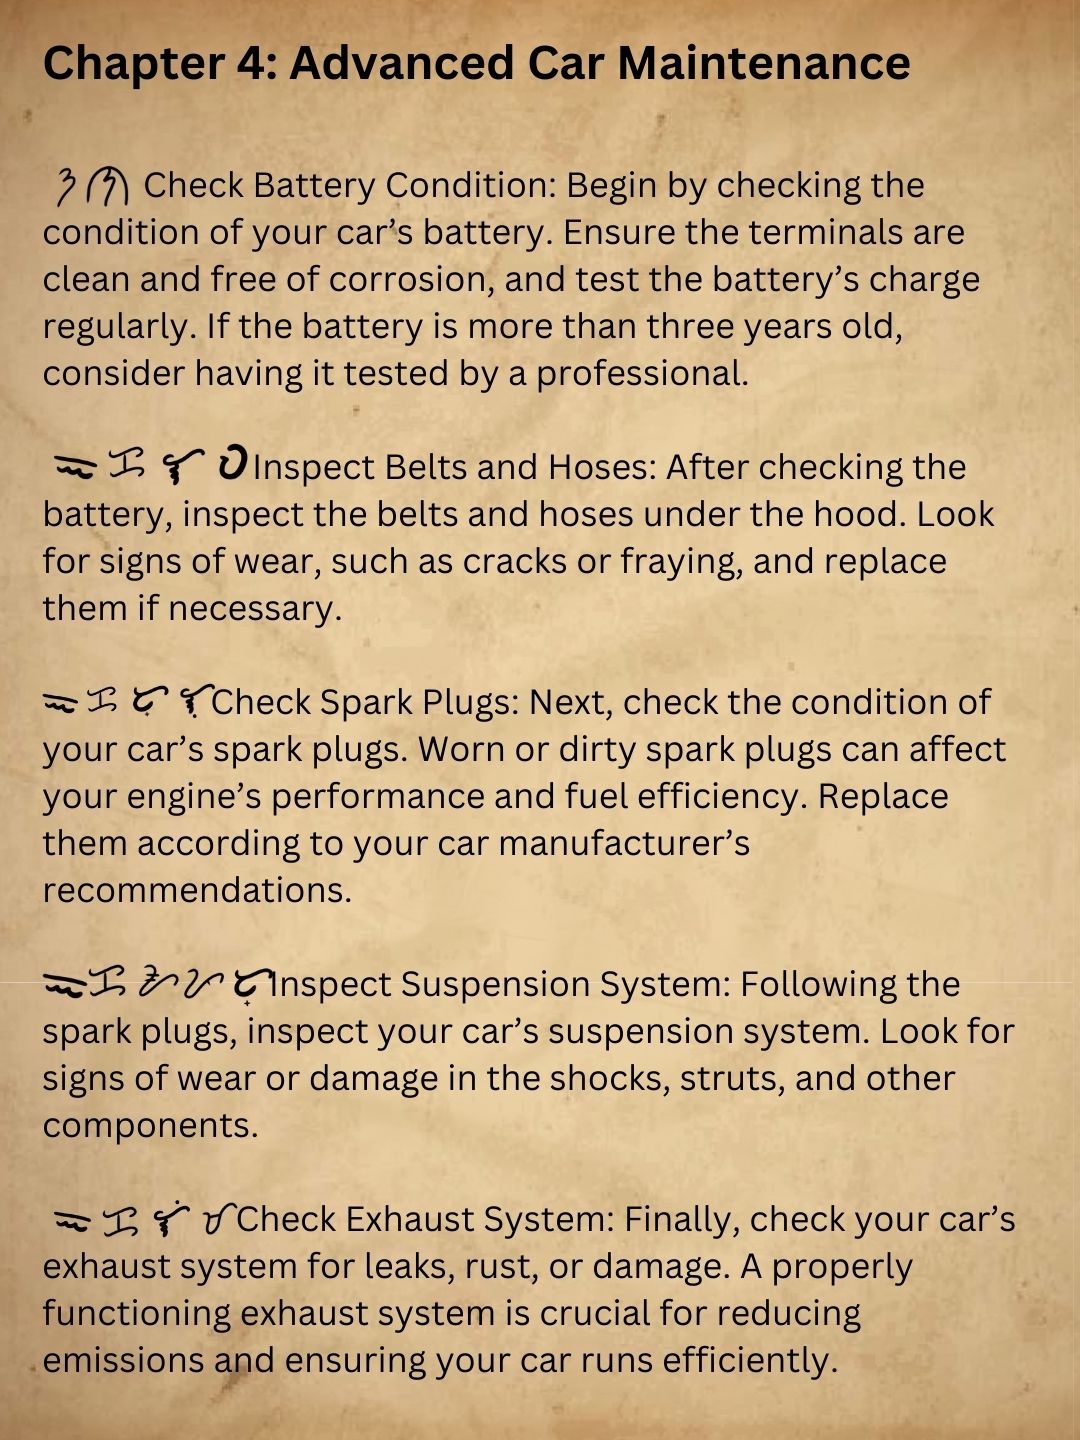 Chapter 4: Advanced Car Maintenance
ᜂᜈ Check Battery Condition: Begin by checking the
condition of your car’s battery. Ensure the terminals are
clean and free of corrosion, and test the battery’s charge
regularly. If the battery is more than three years old,
consider having it tested by a professional.
ᜁᜃᜎᜏ Inspect Belts and Hoses: After checking the
battery, inspect the belts and hoses under the hood. Look
for signs of wear, such as cracks or fraying, and replace
them if necessary.
ᜁᜃᜆ᜔ᜎᜓ Check Spark Plugs: Next, check the condition of
your car’s spark plugs. Worn or dirty spark plugs can affect
your engine’s performance and fuel efficiency. Replace
them according to your car manufacturer’s
recommendations.
ᜁᜃᜀᜉᜆ᜔ Inspect Suspension System: Following the
spark plugs, inspect your car’s suspension system. Look for
signs of wear or damage in the shocks, struts, and other
components.
ᜁᜃᜎᜒᜋ Check Exhaust System: Finally, check your car’s
exhaust system for leaks, rust, or damage. A properly
functioning exhaust system is crucial for reducing
emissions and ensuring your car runs efficiently.